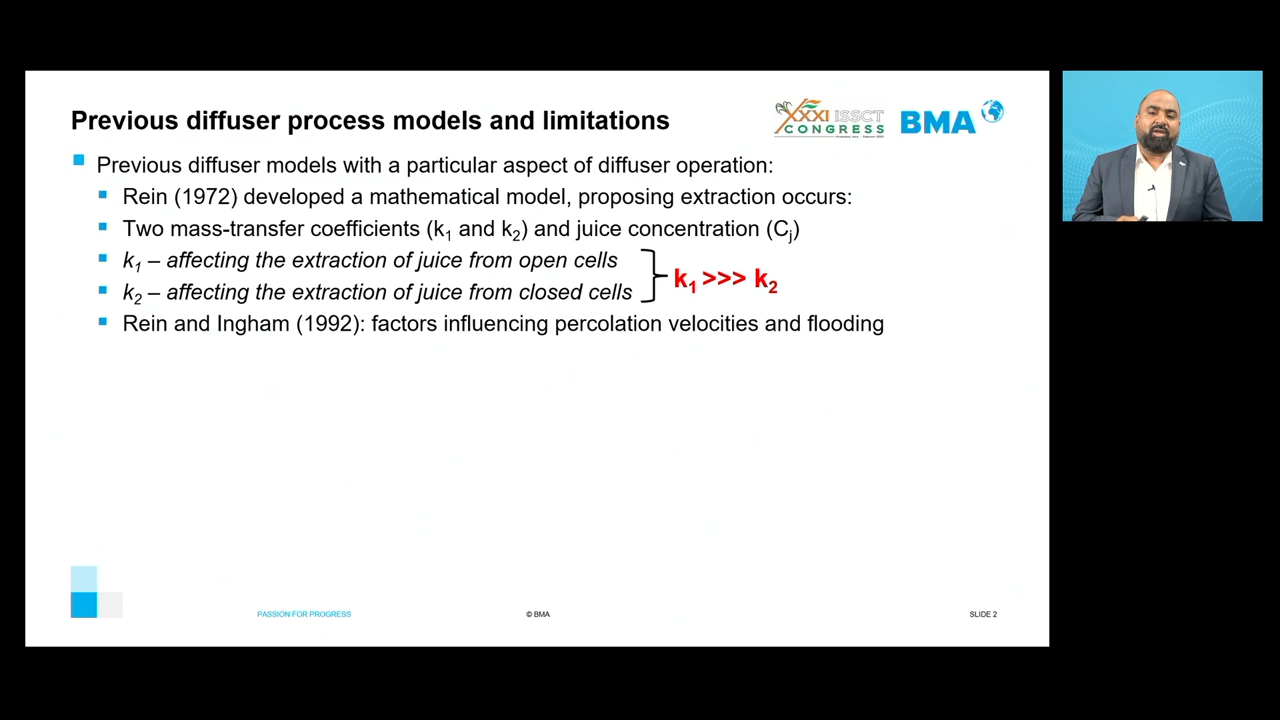 Previous diffuser process models and limitations
XXXI ISSCT
CONGRESS
BMA
Previous diffuser models with a particular aspect of diffuser operation:
Rein (1972) developed a mathematical model, proposing extraction occurs:
Two mass-transfer coefficients (k₁ and k₂) and juice concentration (Cⱼ)
k₁ – affecting the extraction of juice from open cells
k₂ – affecting the extraction of juice from closed cells
k₁ >>> k₂
Rein and Ingham (1992): factors influencing percolation velocities and flooding
PASSION FOR PROGRESS
© BMA
SLIDE 2